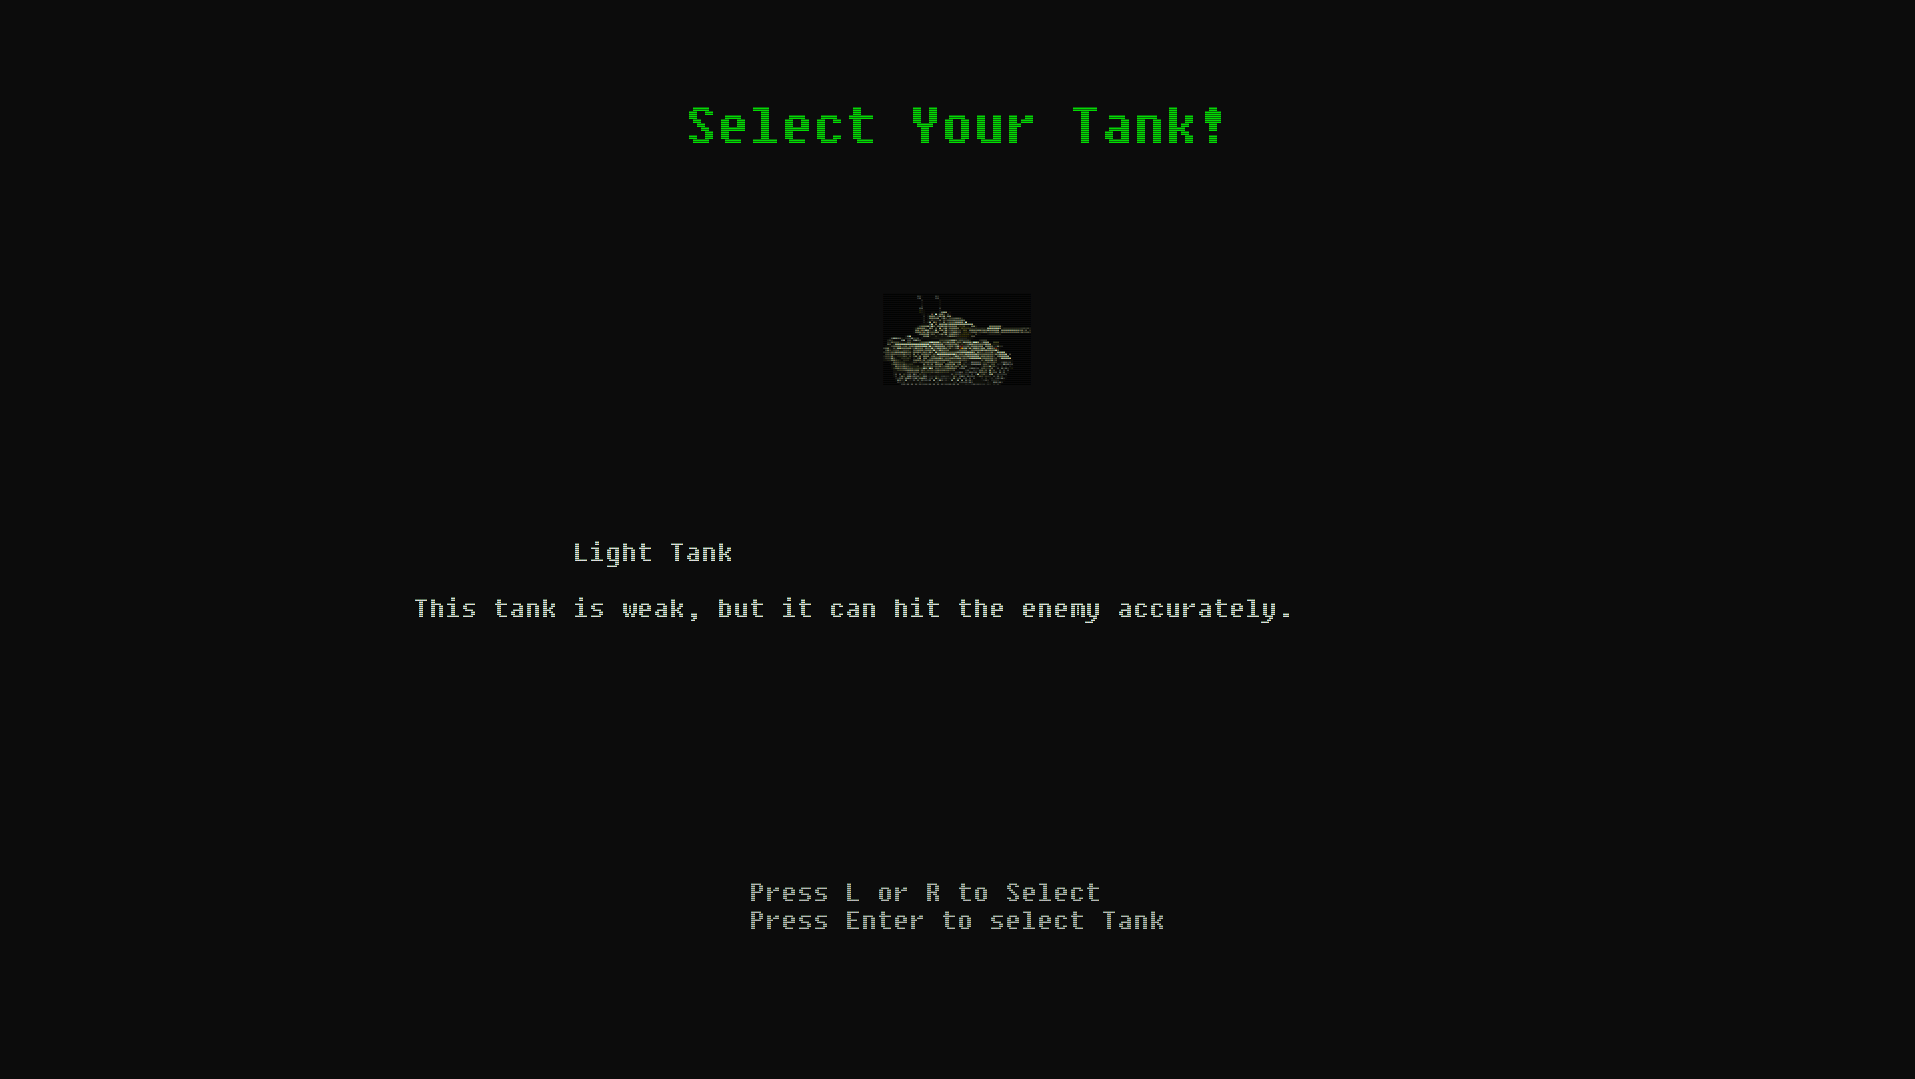 Select Your Tank!
Light Tank
This tank is weak, but it can hit the enemy accurately.
Press L or R to Select
Press Enter to select Tank